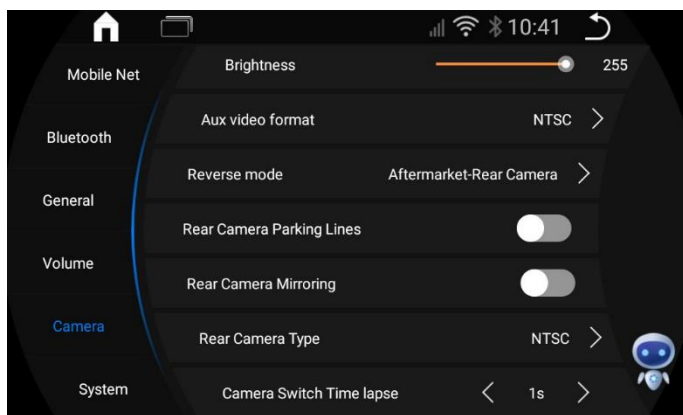 10:41
Mobile Net
Brightness 255
Aux video format NTSC
Bluetooth
Reverse mode Aftermarket-Rear Camera
General
Rear Camera Parking Lines
Volume
Rear Camera Mirroring
Camera
Rear Camera Type NTSC
System
Camera Switch Time lapse 1s